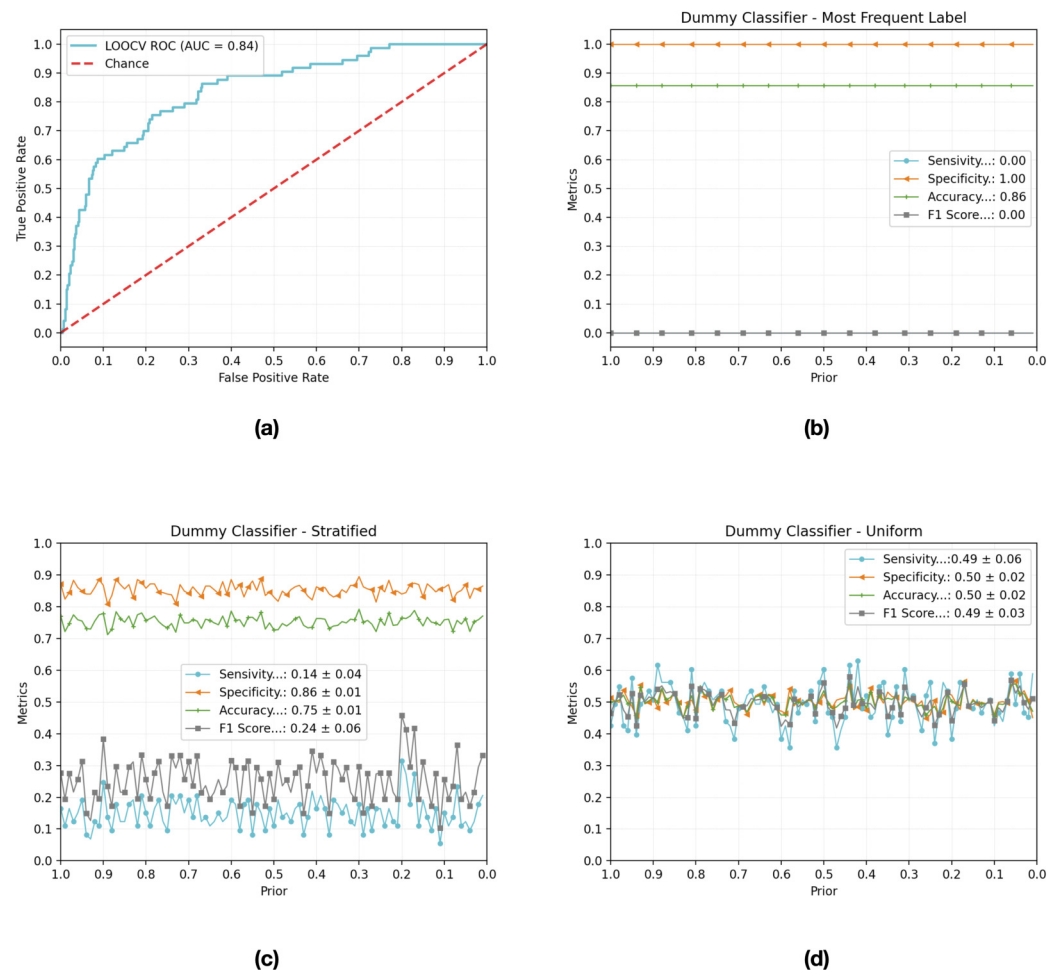 LOOCV ROC (AUC = 0.84)
Chance
True Positive Rate
1.0
0.9
0.8
0.7
0.6
0.5
0.4
0.3
0.2
0.1
0.0
0.0 0.1 0.2 0.3 0.4 0.5 0.6 0.7 0.8 0.9 1.0
False Positive Rate
(a)
Dummy Classifier - Most Frequent Label
Metrics
1.0
0.9
0.8
0.7
0.6
0.5
0.4
0.3
0.2
0.1
0.0
Sensivity...: 0.00
Specificity.: 1.00
Accuracy...: 0.86
F1 Score...: 0.00
1.0 0.9 0.8 0.7 0.6 0.5 0.4 0.3 0.2 0.1 0.0
Prior
(b)
Dummy Classifier - Stratified
Metrics
1.0
0.9
0.8
0.7
0.6
0.5
0.4
0.3
0.2
0.1
0.0
Sensivity...: 0.14 ± 0.04
Specificity.: 0.86 ± 0.01
Accuracy...: 0.75 ± 0.01
F1 Score...: 0.24 ± 0.06
1.0 0.9 0.8 0.7 0.6 0.5 0.4 0.3 0.2 0.1 0.0
Prior
(c)
Dummy Classifier - Uniform
Metrics
1.0
0.9
0.8
0.7
0.6
0.5
0.4
0.3
0.2
0.1
0.0
Sensivity...:0.49 ± 0.06
Specificity.: 0.50 ± 0.02
Accuracy...: 0.50 ± 0.02
F1 Score...: 0.49 ± 0.03
1.0 0.9 0.8 0.7 0.6 0.5 0.4 0.3 0.2 0.1 0.0
Prior
(d)